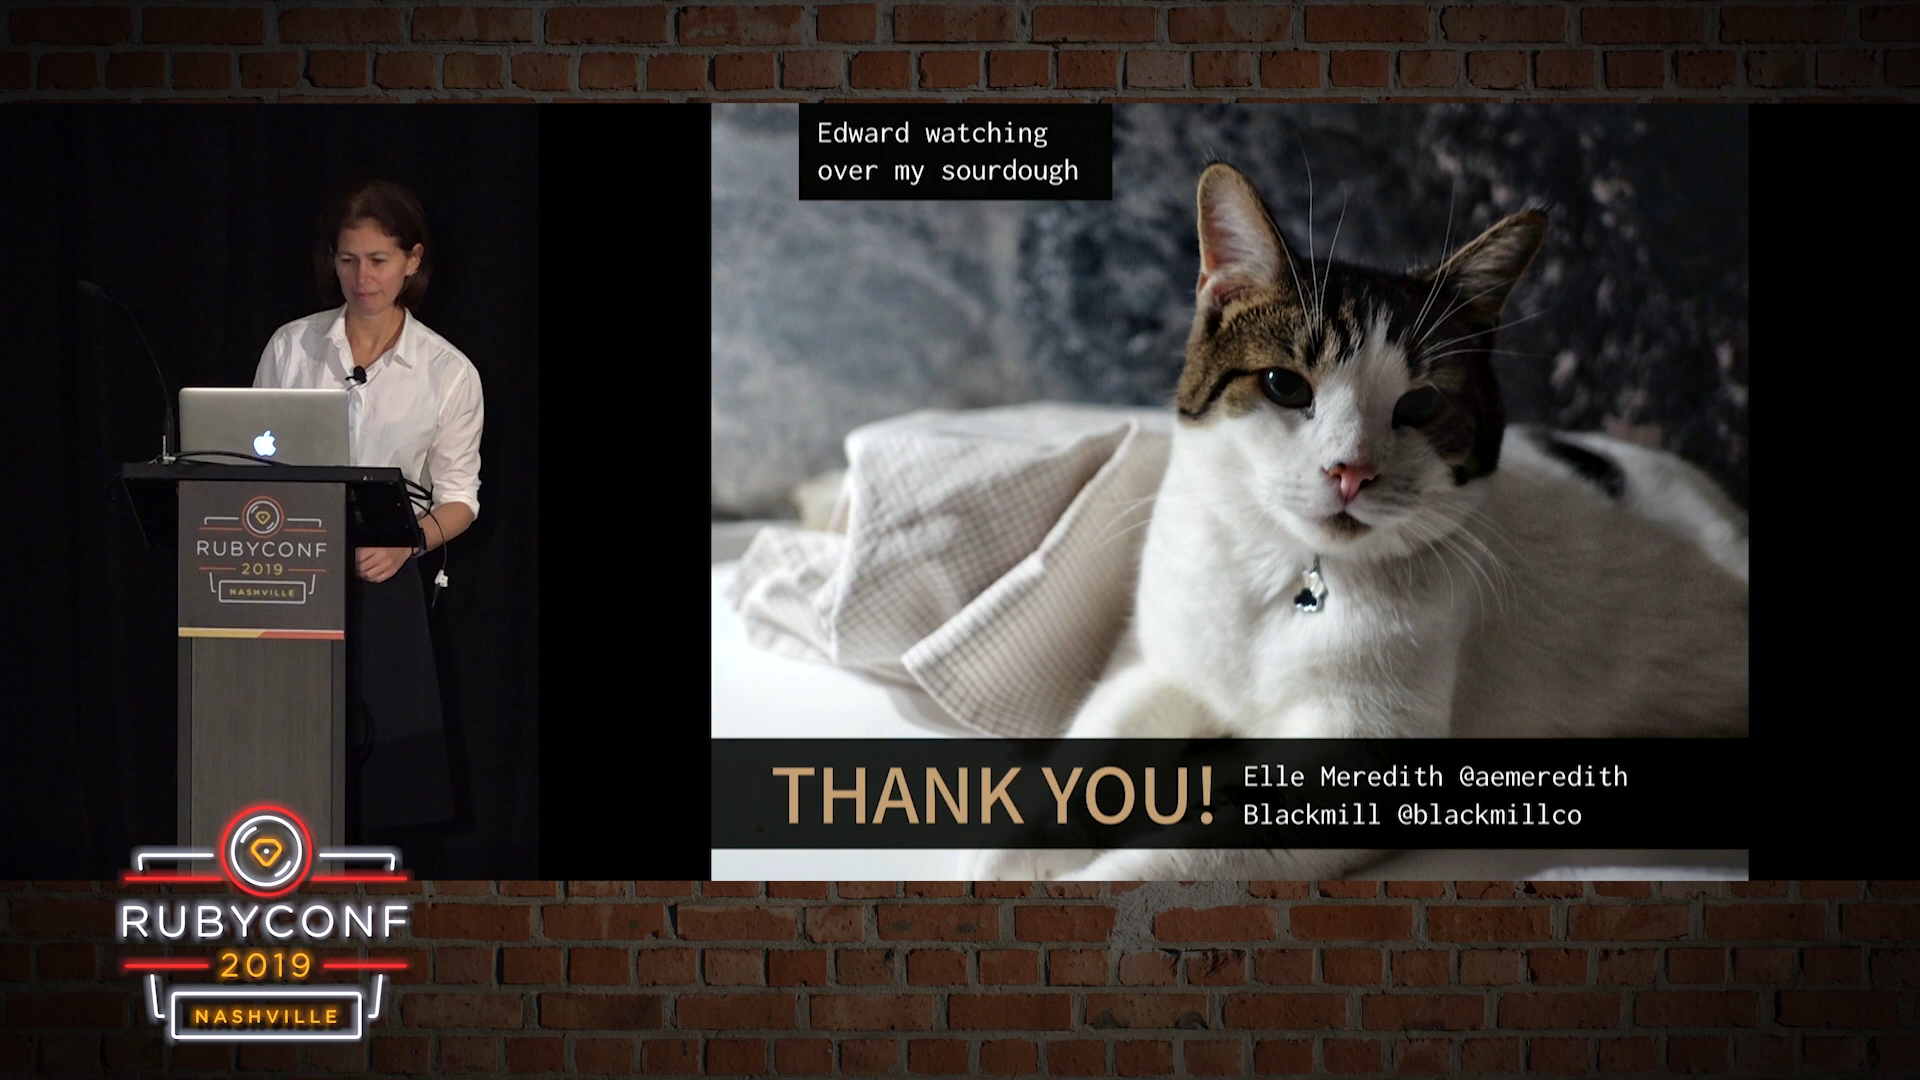 Edward watching
over my sourdough
RUBYCONF
2019
NASHVILLE
THANK YOU!
Elle Meredith @aemeredith
Blackmill @blackmillco
RUBYCONF
2019
NASHVILLE